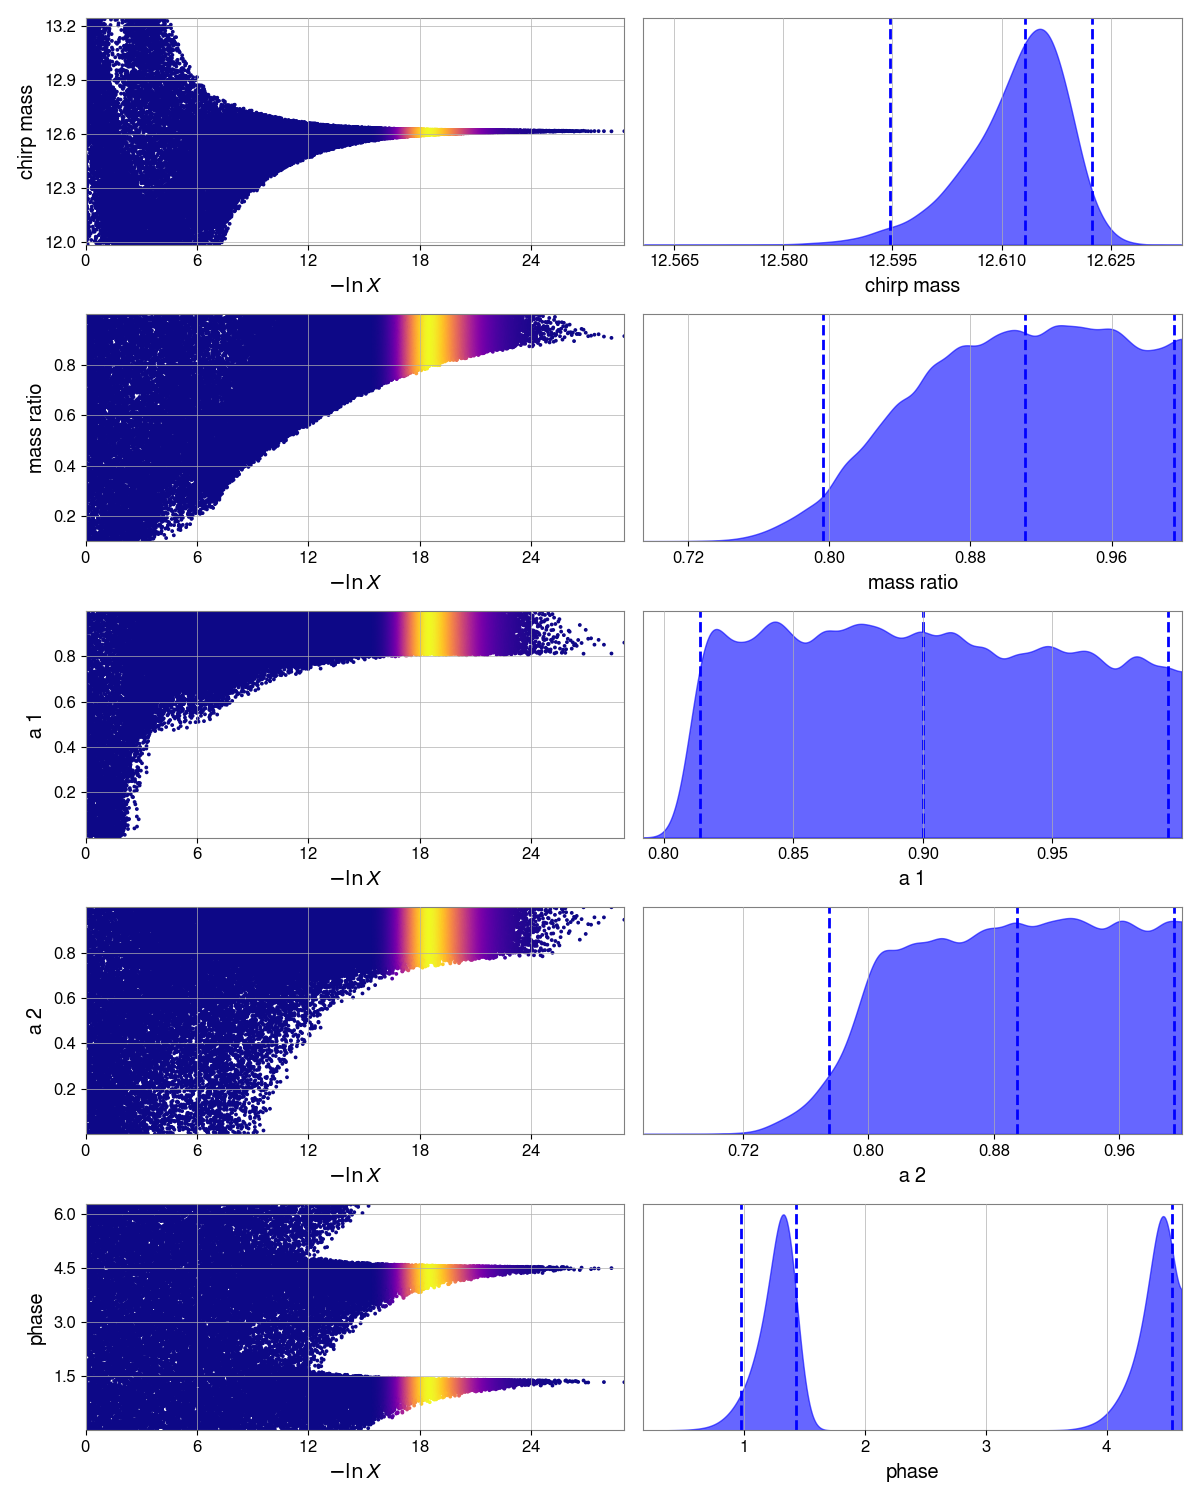 13.2
12.9
12.6
12.3
12.0
chirp mass
0 6 12 18 24
−ln X
12.565 12.580 12.595 12.610 12.625
chirp mass
0.8
0.6
0.4
0.2
mass ratio
0 6 12 18 24
−ln X
0.72 0.80 0.88 0.96
mass ratio
0.8
0.6
0.4
0.2
a 1
0 6 12 18 24
−ln X
0.80 0.85 0.90 0.95
a 1
0.8
0.6
0.4
0.2
a 2
0 6 12 18 24
−ln X
0.72 0.80 0.88 0.96
a 2
6.0
4.5
3.0
1.5
phase
0 6 12 18 24
−ln X
1 2 3 4
phase